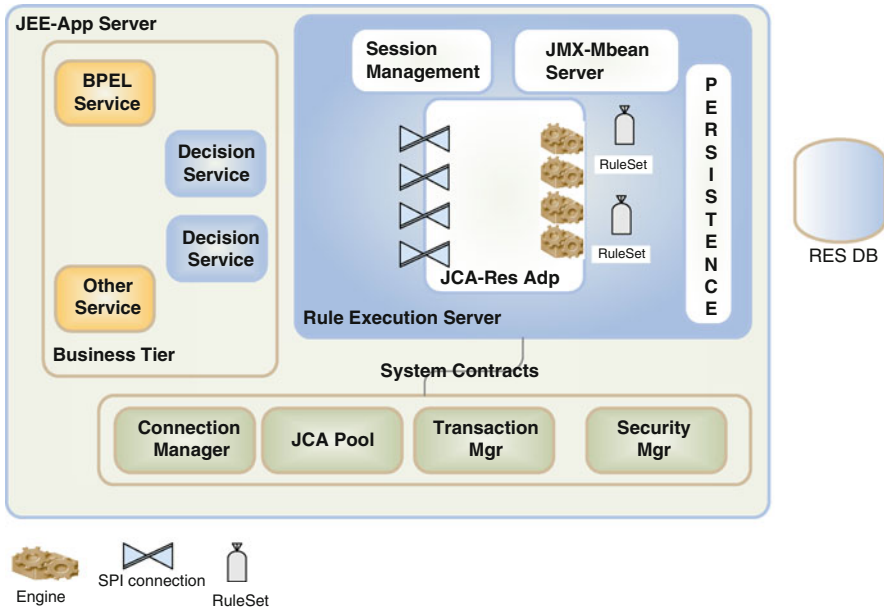 JEE-App Server
BPEL
Service
Decision
Service
Decision
Service
Other
Service
Business Tier
Session
Management
JMX-Mbean
Server
RuleSet
RuleSet
JCA-Res Adp
Rule Execution Server
PERSISTENCE
RES DB
System Contracts
Connection
Manager
JCA Pool
Transaction
Mgr
Security
Mgr
Engine
SPI connection
RuleSet